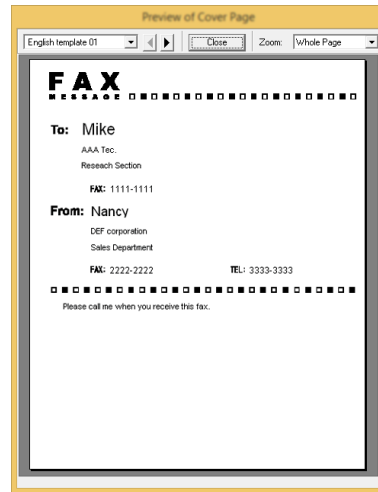 Preview of Cover Page
English template 01 Close Zoom: Whole Page
FAX
MESSAGE
To: Mike
AAA Tec.
Reseach Section
FAX: 1111-1111
From: Nancy
DEF corporation
Sales Department
FAX: 2222-2222 TEL: 3333-3333
Please call me when you receive this fax.